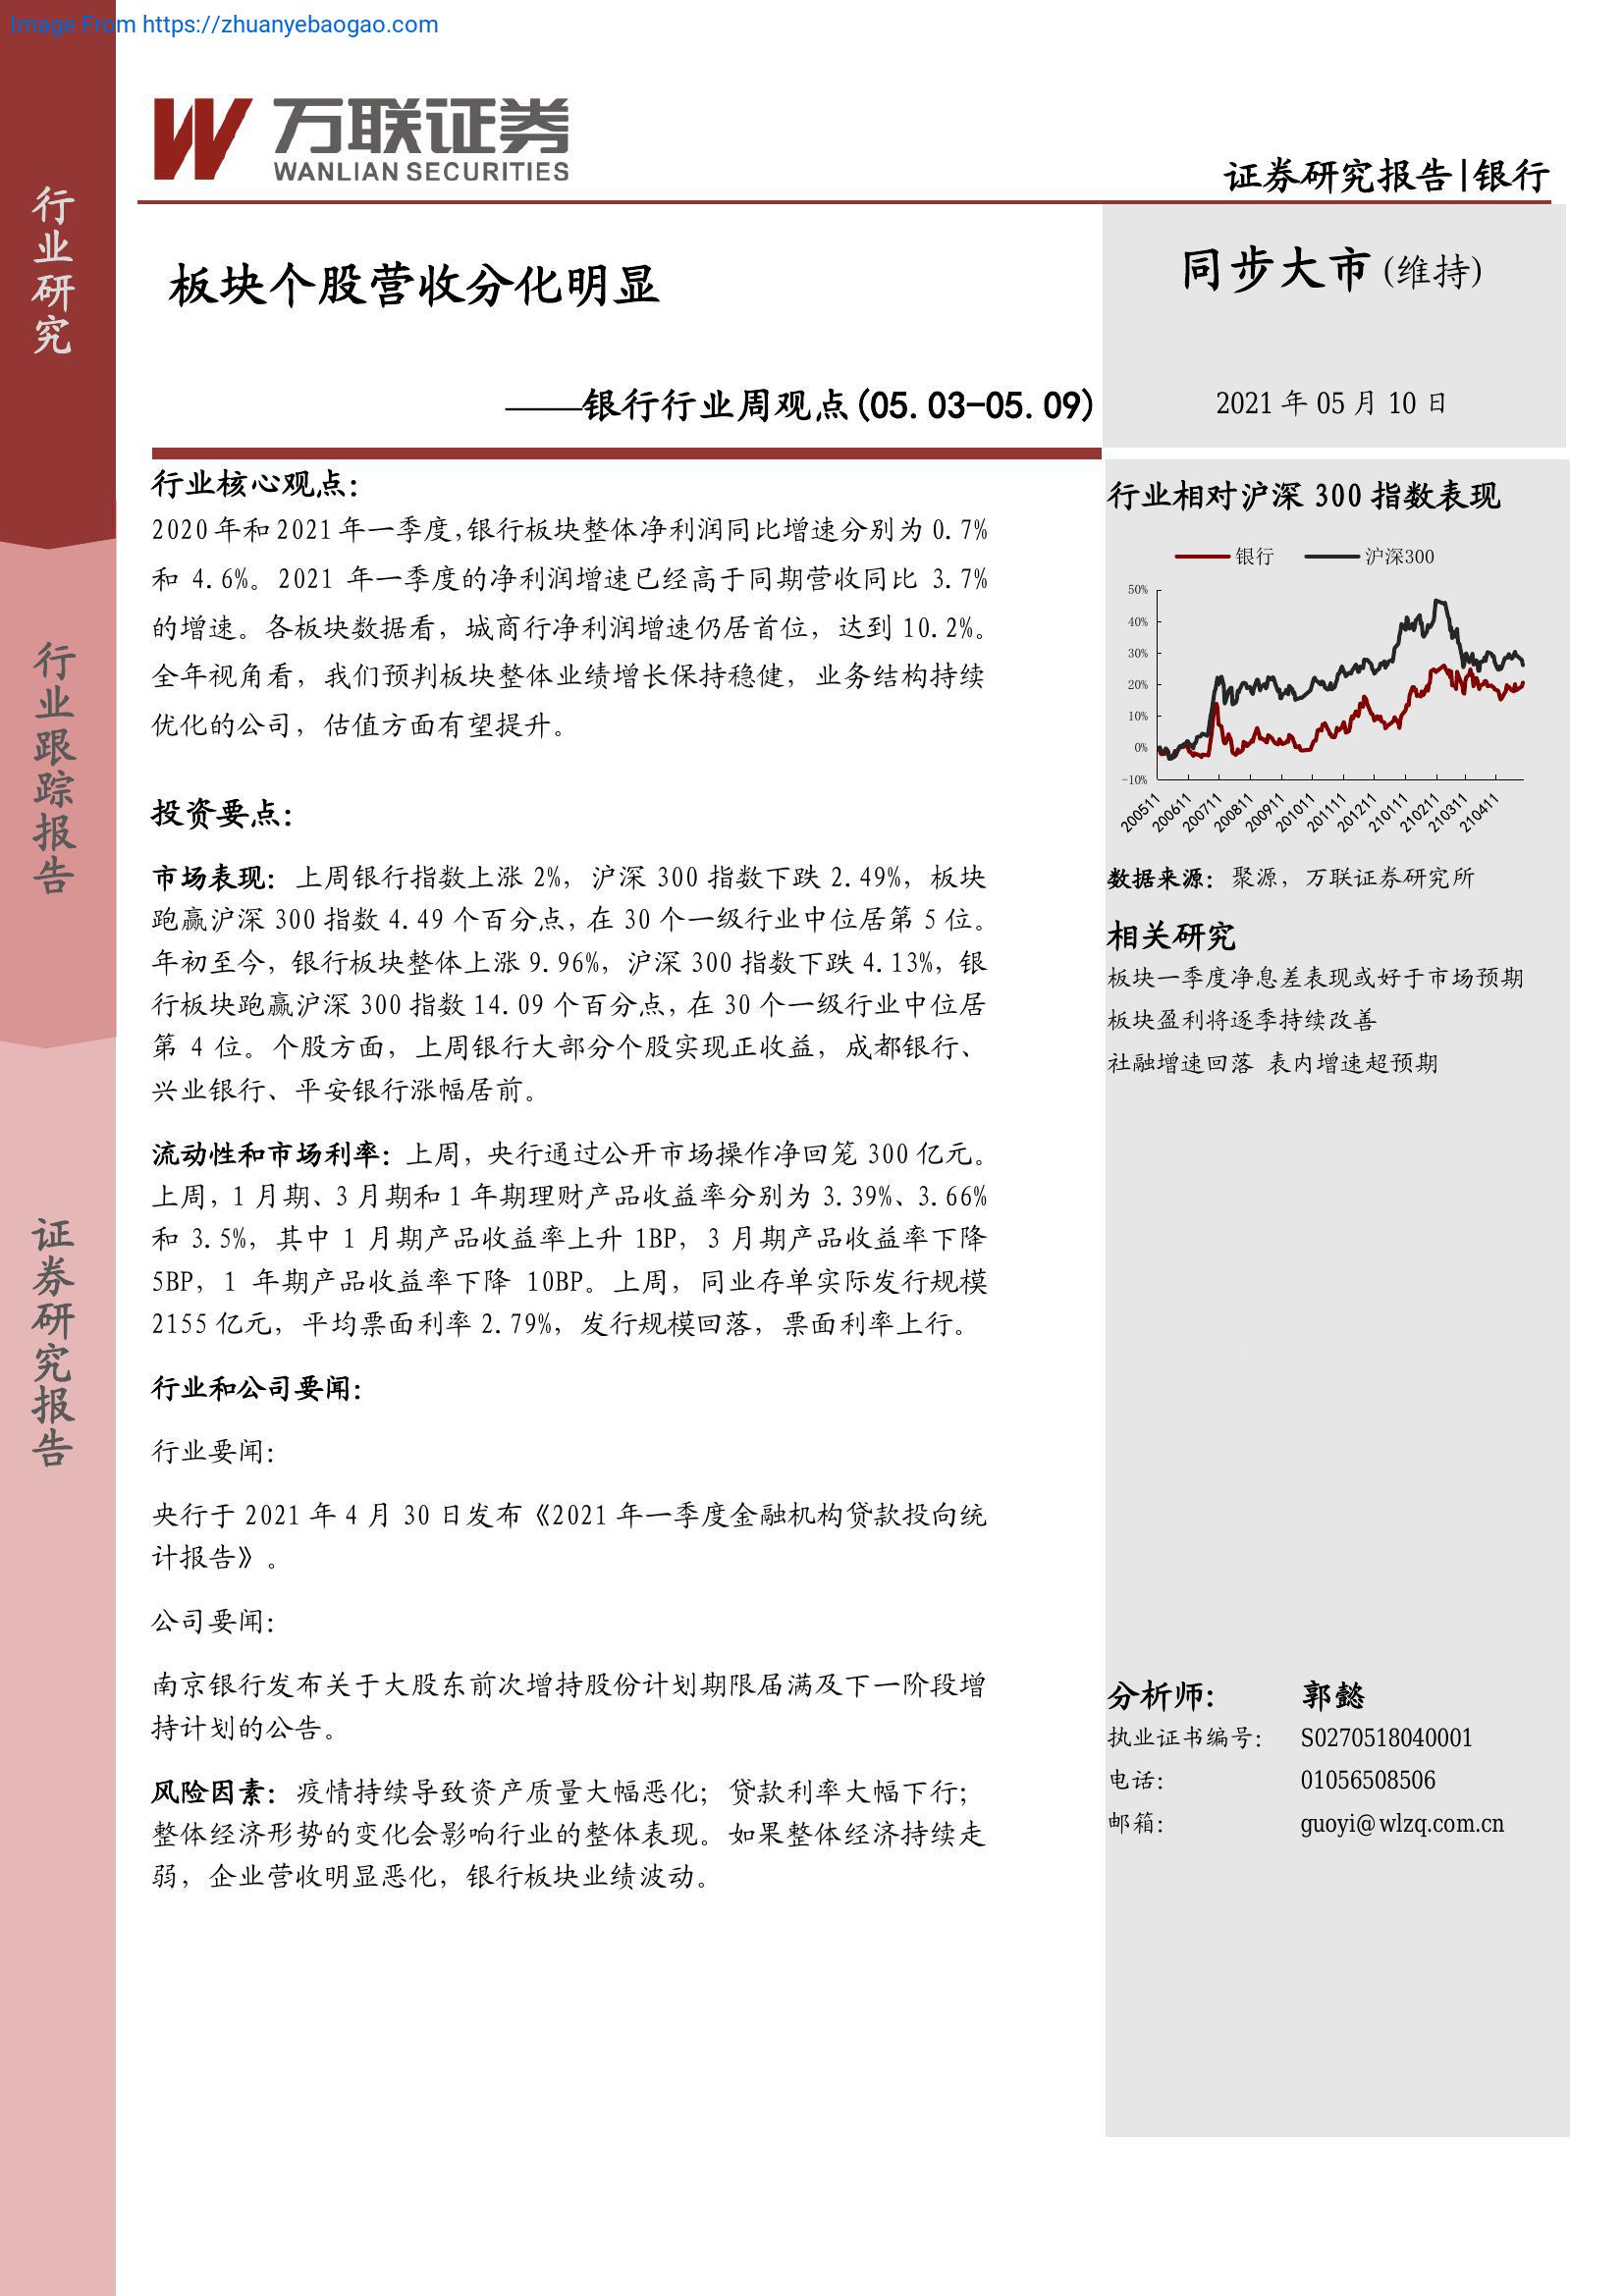 Image From https://zhuanyebaogao.com
万联证券
WANLIAN SECURITIES
证券研究报告|银行
行业研究
行业跟踪报告
证券研究报告
板块个股营收分化明显
——银行行业周观点(05.03-05.09)
同步大市(维持)
2021 年 05 月 10 日
行业核心观点：
2020 年和 2021 年一季度，银行板块整体净利润同比增速分别为 0.7%
和 4.6%。2021 年一季度的净利润增速已经高于同期营收同比 3.7%
的增速。各板块数据看，城商行净利润增速仍居首位，达到 10.2%。
全年视角看，我们预判板块整体业绩增长保持稳健，业务结构持续
优化的公司，估值方面有望提升。
投资要点：
市场表现：上周银行指数上涨 2%，沪深 300 指数下跌 2.49%，板块
跑赢沪深 300 指数 4.49 个百分点，在 30 个一级行业中位居第 5 位。
年初至今，银行板块整体上涨 9.96%，沪深 300 指数下跌 4.13%，银
行板块跑赢沪深 300 指数 14.09 个百分点，在 30 个一级行业中位居
第 4 位。个股方面，上周银行大部分个股实现正收益，成都银行、
兴业银行、平安银行涨幅居前。
流动性和市场利率：上周，央行通过公开市场操作净回笼 300 亿元。
上周，1 月期、3 月期和 1 年期理财产品收益率分别为 3.39%、3.66%
和 3.5%，其中 1 月期产品收益率上升 1BP，3 月期产品收益率下降
5BP，1 年期产品收益率下降 10BP。上周，同业存单实际发行规模
2155 亿元，平均票面利率 2.79%，发行规模回落，票面利率上行。
行业和公司要闻：
行业要闻：
央行于 2021 年 4 月 30 日发布《2021 年一季度金融机构贷款投向统
计报告》。
公司要闻：
南京银行发布关于大股东前次增持股份计划期限届满及下一阶段增
持计划的公告。
风险因素：疫情持续导致资产质量大幅恶化；贷款利率大幅下行；
整体经济形势的变化会影响行业的整体表现。如果整体经济持续走
弱，企业营收明显恶化，银行板块业绩波动。
行业相对沪深 300 指数表现
银行 沪深300
50%
40%
30%
20%
10%
0%
-10%
200511 200611 200711 200811 200911 201011 201111 201211 210111 210211 210311 210411
数据来源：聚源，万联证券研究所
相关研究
板块一季度净息差表现或好于市场预期
板块盈利将逐季持续改善
社融增速回落 表内增速超预期
分析师： 郭懿
执业证书编号： S0270518040001
电话： 01056508506
邮箱： guoyi@wlzq.com.cn